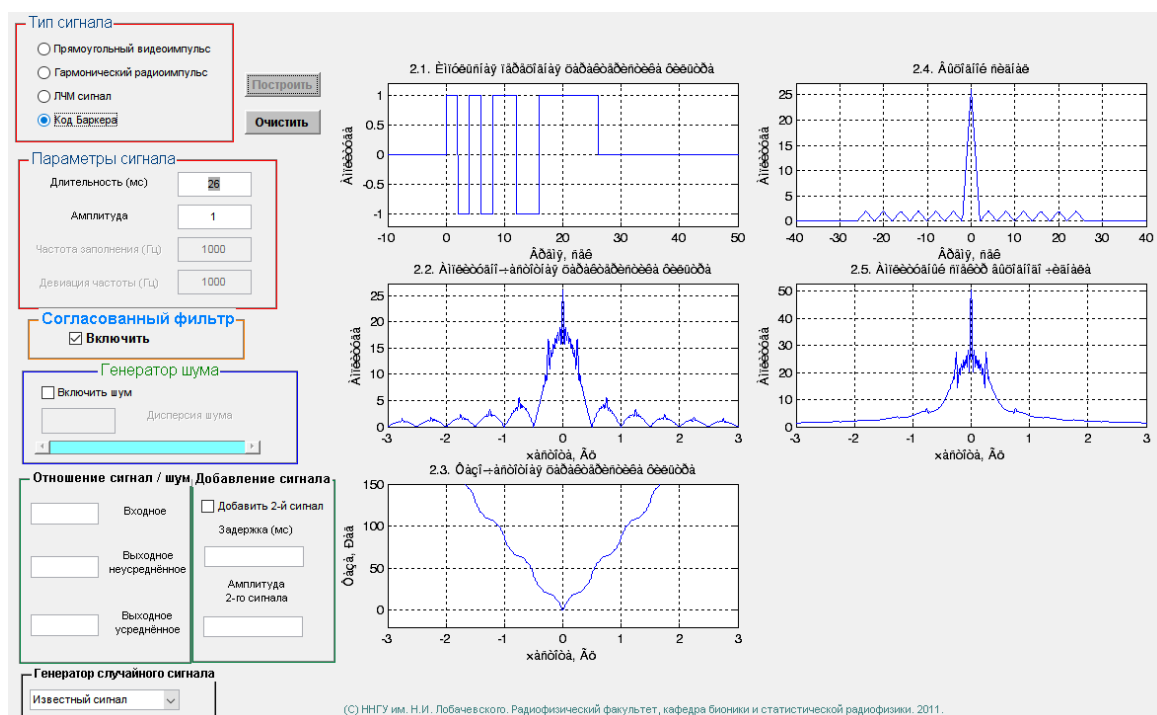 Тип сигнала
Прямоугольный видеоимпульс
Гармонический радиоимпульс
ЛЧМ сигнал
Код Баркера
Построить
Очистить
Параметры сигнала
Длительность (мс) 26
Амплитуда 1
Частота заполнения (Гц) 1000
Девиация частоты (Гц) 1000
Согласованный фильтр
Включить
Генератор шума
Включить шум
Дисперсия шума
Отношение сигнал / шум
Входное
Выходное
неусреднённое
Выходное
усреднённое
Добавление сигнала
Добавить 2-й сигнал
Задержка (мс)
Амплитуда
2-го сигнала
Генератор случайного сигнала
Известный сигнал
2.1. Èìïóëüñíàÿ ïåðåõîäíàÿ õàðàêòåðèñòèêà ôèëüòðà
Àìïëèòóäà
1
0.5
0
-0.5
-1
-10 0 10 20 30 40 50
Âðåìÿ, ñåê
2.4. Âûõîäíîé ñèãíàë
Àìïëèòóäà
25
20
15
10
5
0
-40 -30 -20 -10 0 10 20 30 40
Âðåìÿ, ñåê
2.2. Àìïëèòóäíî-÷àñòîòíàÿ õàðàêòåðèñòèêà ôèëüòðà
Àìïëèòóäà
25
20
15
10
5
0
-3 -2 -1 0 1 2 3
×àñòîòà, Ãö
2.5. Àìïëèòóäíûé ñïåêòð âûõîäíîãî ñèãíàëà
Àìïëèòóäà
50
40
30
20
10
0
-3 -2 -1 0 1 2 3
×àñòîòà, Ãö
2.3. Ôàçî-÷àñòîòíàÿ õàðàêòåðèñòèêà ôèëüòðà
Ôàçà, Ðàä
150
100
50
0
-3 -2 -1 0 1 2 3
×àñòîòà, Ãö
(С) ННГУ им. Н.И. Лобачевского. Радиофизический факультет, кафедра бионики и статистической радиофизики. 2011.